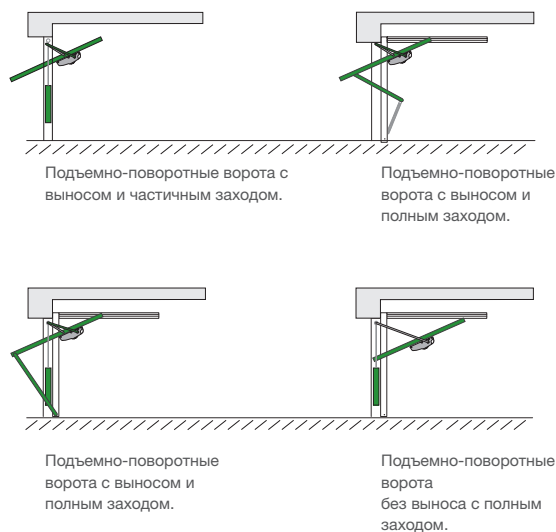 Подъемно-поворотные ворота с
выносом и частичным заходом.
Подъемно-поворотные
ворота с выносом и
полным заходом.
Подъемно-поворотные
ворота с выносом и
полным заходом.
Подъемно-поворотные
ворота
без выноса с полным
заходом.